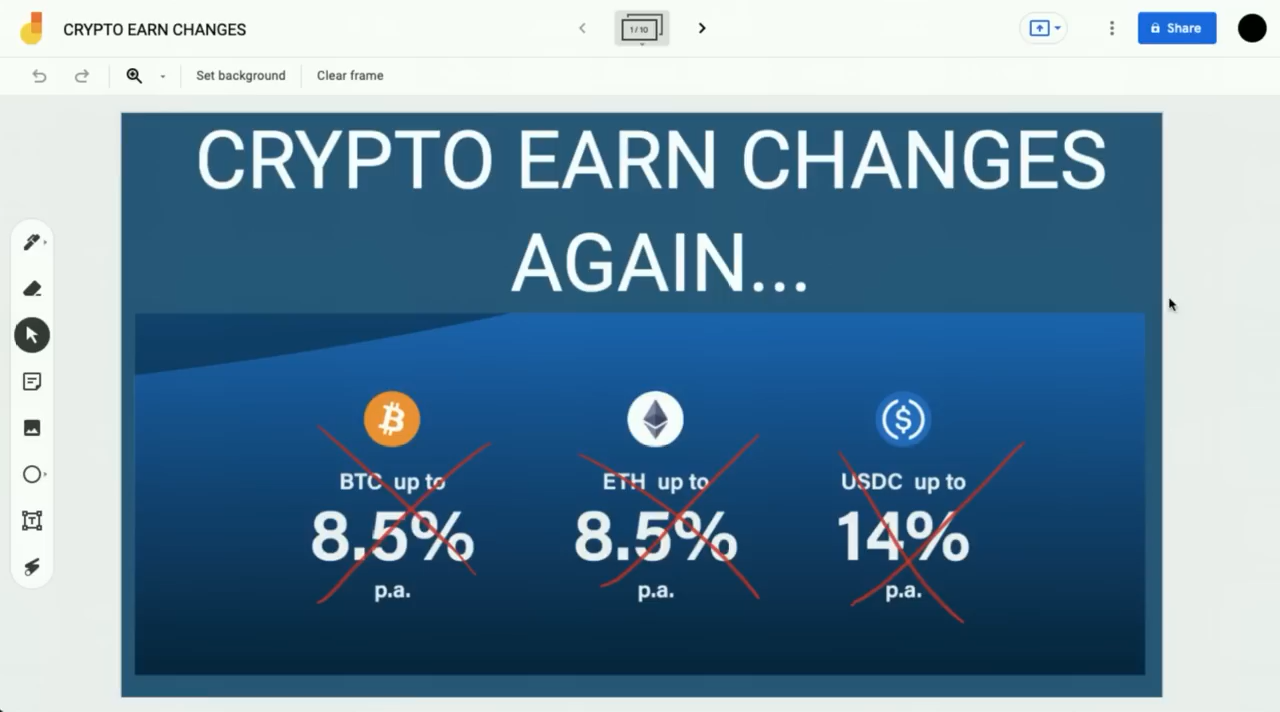 CRYPTO EARN CHANGES
1/10
Share
Set background
Clear frame
CRYPTO EARN CHANGES
AGAIN...
BTC up to
8.5%
p.a.
ETH up to
8.5%
p.a.
USDC up to
14%
p.a.